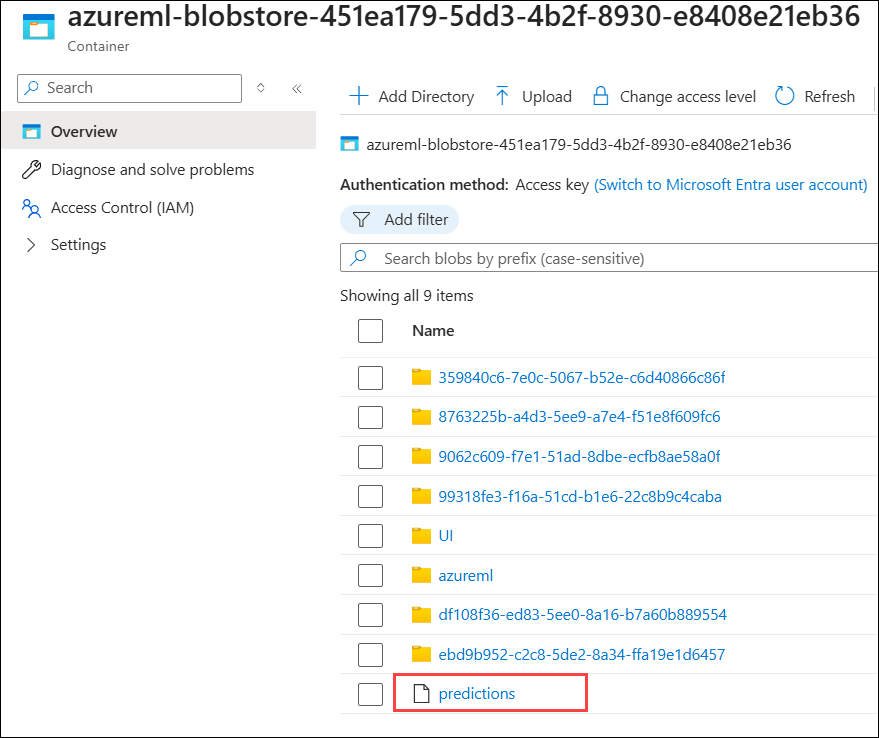 azureml-blobstore-451ea179-5dd3-4b2f-8930-e8408e21eb36
Container
Search
Overview
Diagnose and solve problems
Access Control (IAM)
Settings
Add Directory Upload Change access level Refresh
azureml-blobstore-451ea179-5dd3-4b2f-8930-e8408e21eb36
Authentication method: Access key (Switch to Microsoft Entra user account)
Add filter
Search blobs by prefix (case-sensitive)
Showing all 9 items
Name
359840c6-7e0c-5067-b52e-c6d40866c86f
8763225b-a4d3-5ee9-a7e4-f51e8f609fc6
9062c609-f7e1-51ad-8dbe-ecfb8ae58a0f
99318fe3-f16a-51cd-b1e6-22c8b9c4caba
UI
azureml
df108f36-ed83-5ee0-8a16-b7a60b889554
ebd9b952-c2c8-5de2-8a34-ffa19e1d6457
predictions